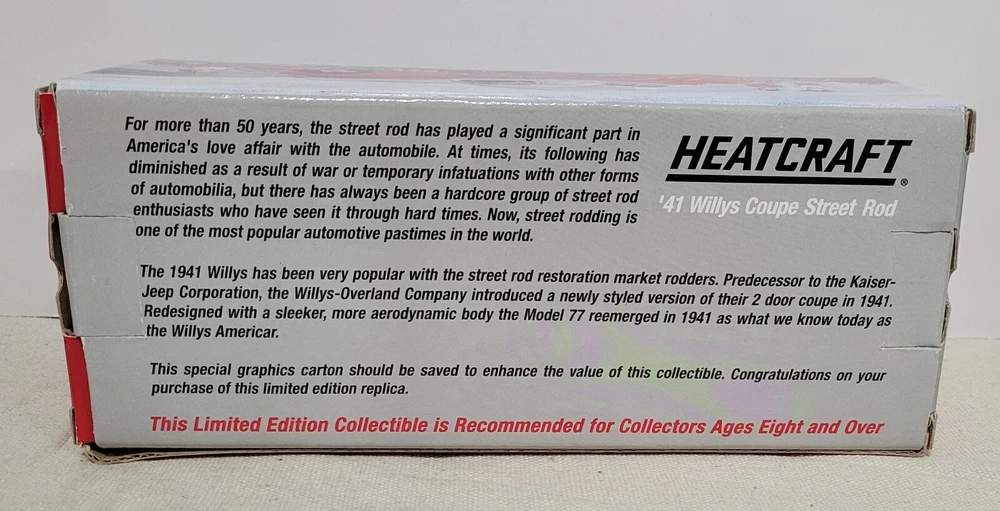 For more than 50 years, the street rod has played a significant part in
America's love affair with the automobile. At times, its following has
diminished as a result of war or temporary infatuations with other forms
of automobilia, but there has always been a hardcore group of street rod
enthusiasts who have seen it through hard times. Now, street rodding is
one of the most popular automotive pastimes in the world.
HEATCRAFT®
'41 Willys Coupe Street Rod
The 1941 Willys has been very popular with the street rod restoration market rodders. Predecessor to the Kaiser-
Jeep Corporation, the Willys-Overland Company introduced a newly styled version of their 2 door coupe in 1941.
Redesigned with a sleeker, more aerodynamic body the Model 77 reemerged in 1941 as what we know today as
the Willys Americar.
This special graphics carton should be saved to enhance the value of this collectible. Congratulations on your
purchase of this limited edition replica.
This Limited Edition Collectible is Recommended for Collectors Ages Eight and Over